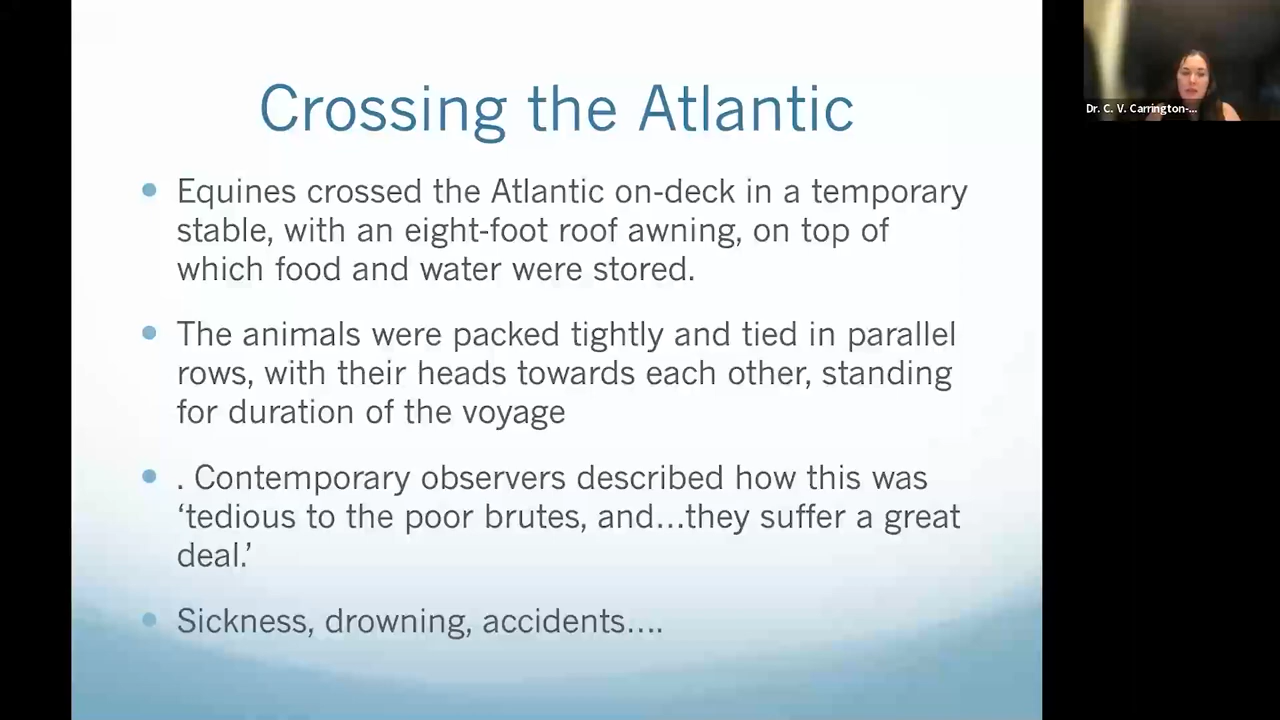 Crossing the Atlantic
Equines crossed the Atlantic on-deck in a temporary
stable, with an eight-foot roof awning, on top of
which food and water were stored.
The animals were packed tightly and tied in parallel
rows, with their heads towards each other, standing
for duration of the voyage
. Contemporary observers described how this was
‘tedious to the poor brutes, and…they suffer a great
deal.’
Sickness, drowning, accidents….
Dr. C. V. Carrington-...